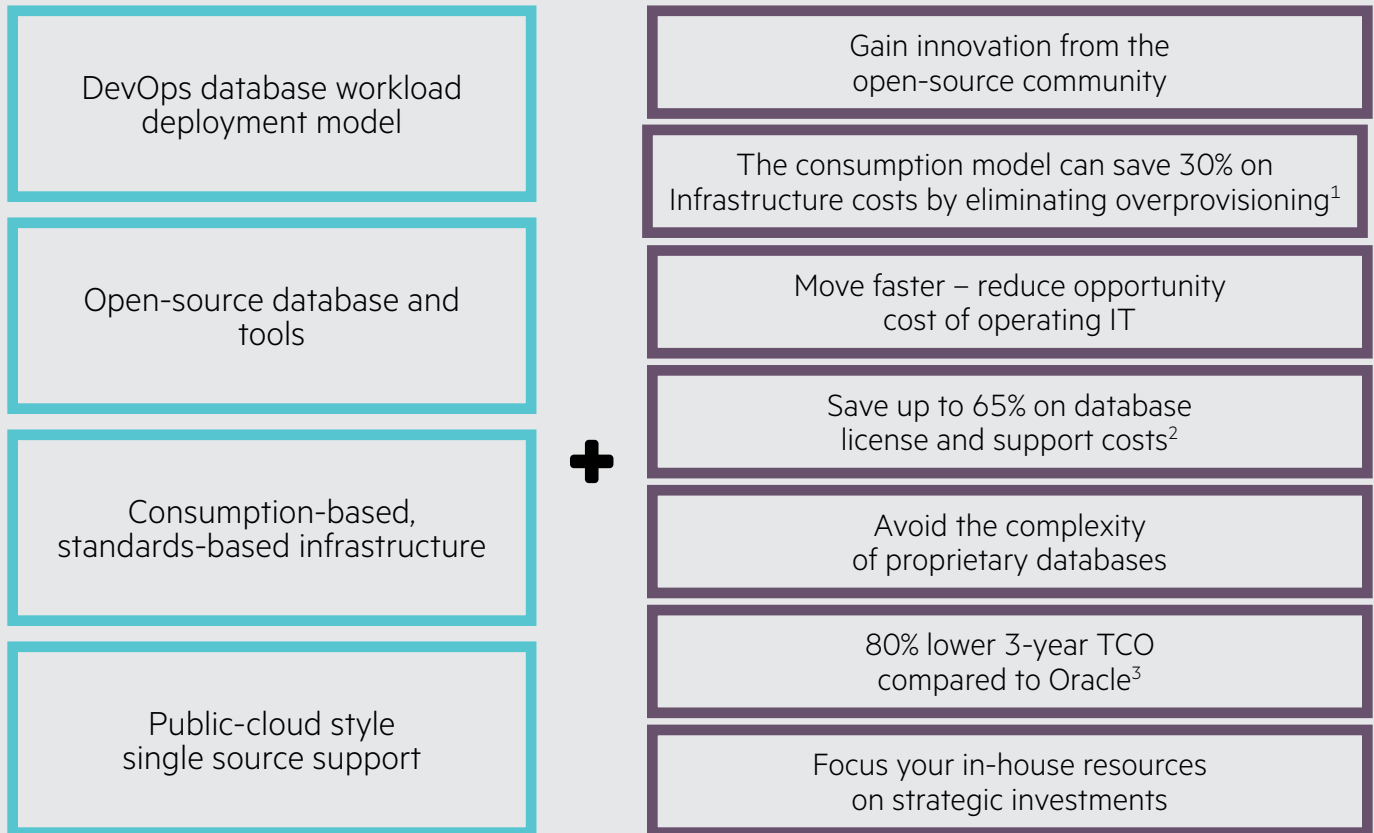 DevOps database workload
deployment model
Open-source database and
tools
Consumption-based,
standards-based infrastructure
Public-cloud style
single source support
+
Gain innovation from the
open-source community
The consumption model can save 30% on
Infrastructure costs by eliminating overprovisioning¹
Move faster – reduce opportunity
cost of operating IT
Save up to 65% on database
license and support costs²
Avoid the complexity
of proprietary databases
80% lower 3-year TCO
compared to Oracle³
Focus your in-house resources
on strategic investments